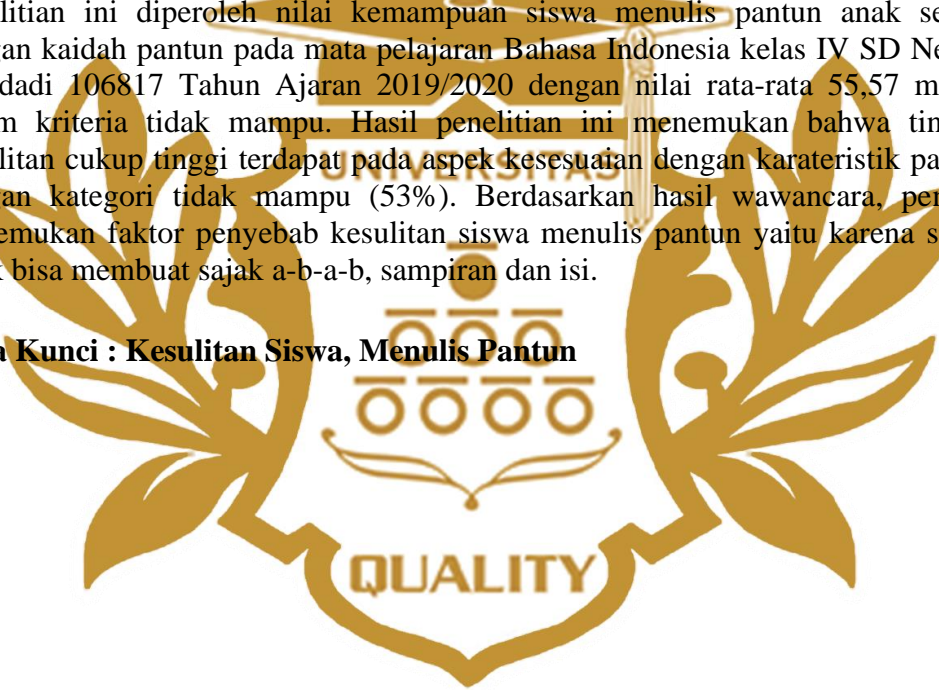 litian ini diperoleh nilai kemampuan siswa menulis pantun anak se
gan kaidah pantun pada mata pelajaran Bahasa Indonesia kelas IV SD Ne
dadi 106817 Tahun Ajaran 2019/2020 dengan nilai rata-rata 55,57 m
m kriteria tidak mampu. Hasil penelitian ini menemukan bahwa tin
litan cukup tinggi terdapat pada aspek kesesuaian dengan karateristik pa
gan kategori tidak mampu (53%). Berdasarkan hasil wawancara, pen
emukan faktor penyebab kesulitan siswa menulis pantun yaitu karena s
k bisa membuat sajak a-b-a-b, sampiran dan isi.
a Kunci : Kesulitan Siswa, Menulis Pantun
UNIVERSITAS
QUALITY